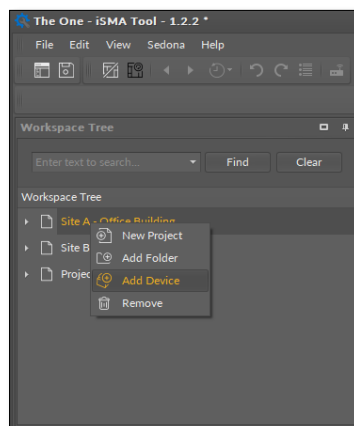 The One - iSMA Tool - 1.2.2 *
File Edit View Sedona Help
Workspace Tree
Enter text to search... Find Clear
Workspace Tree
Site A - Office Building
New Project
Site B
Add Folder
Projec
Add Device
Remove